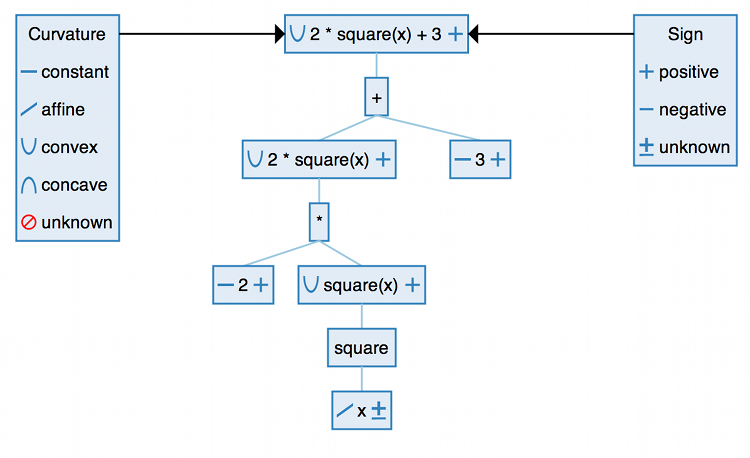 Curvature
— constant
affine
∪ convex
∩ concave
unknown
∪ 2 * square(x) + 3 +
Sign
+ positive
— negative
± unknown
+
∪ 2 * square(x) +
— 3 +
*
— 2 +
∪ square(x) +
square
x ±